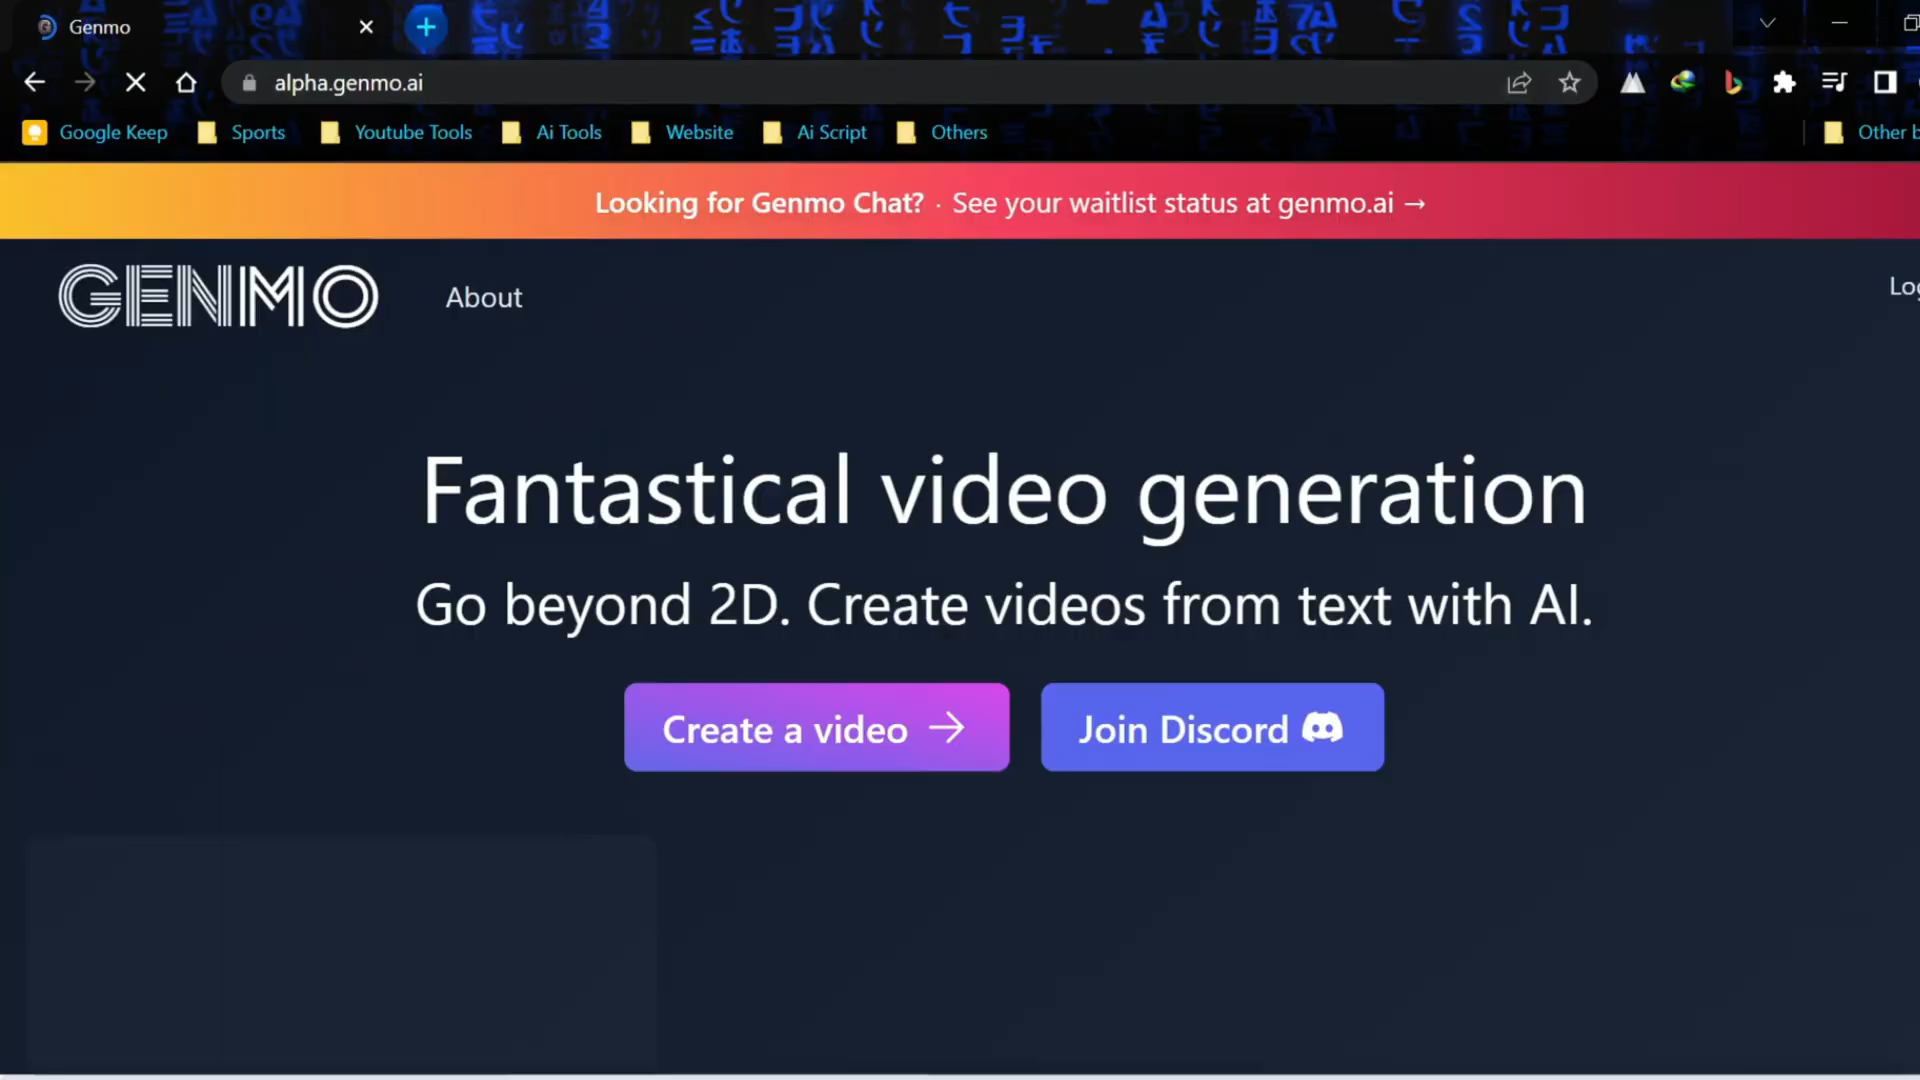 Genmo
alpha.genmo.ai
Google Keep Sports Youtube Tools Ai Tools Website Ai Script Others Other b
Looking for Genmo Chat? · See your waitlist status at genmo.ai →
GENMO About Log
Fantastical video generation
Go beyond 2D. Create videos from text with AI.
Create a video → Join Discord